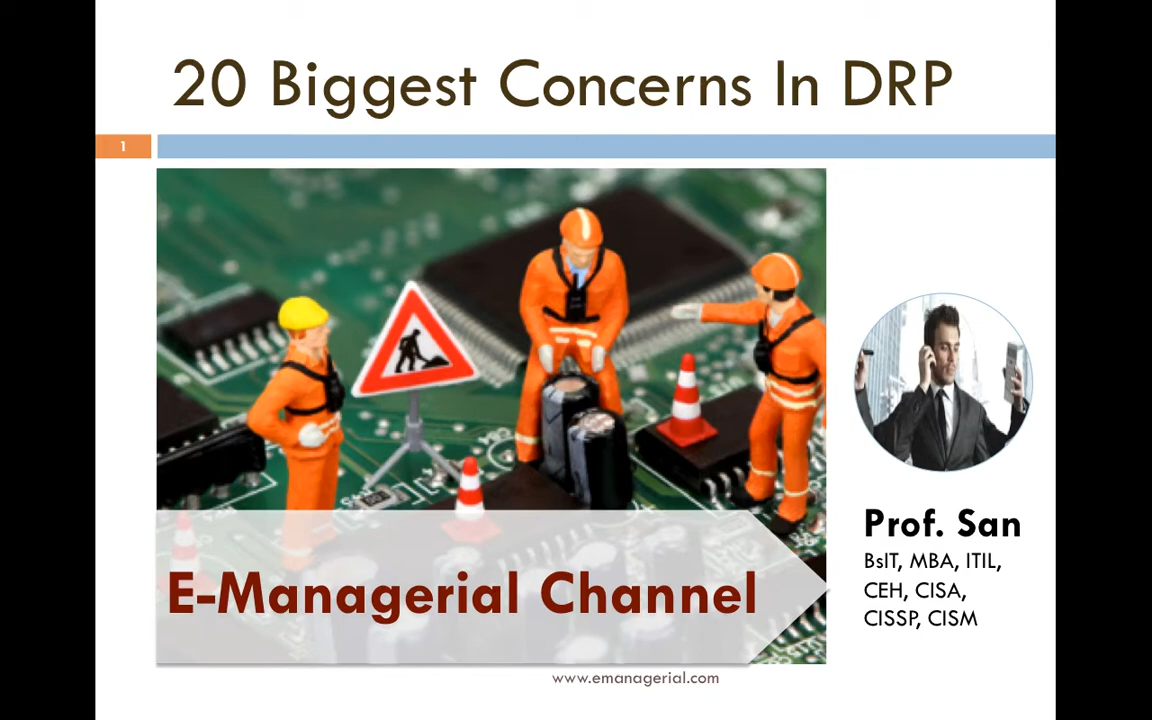 20 Biggest Concerns In DRP
1
E-Managerial Channel
Prof. San
BsIT, MBA, ITIL,
CEH, CISA,
CISSP, CISM
www.emanagerial.com